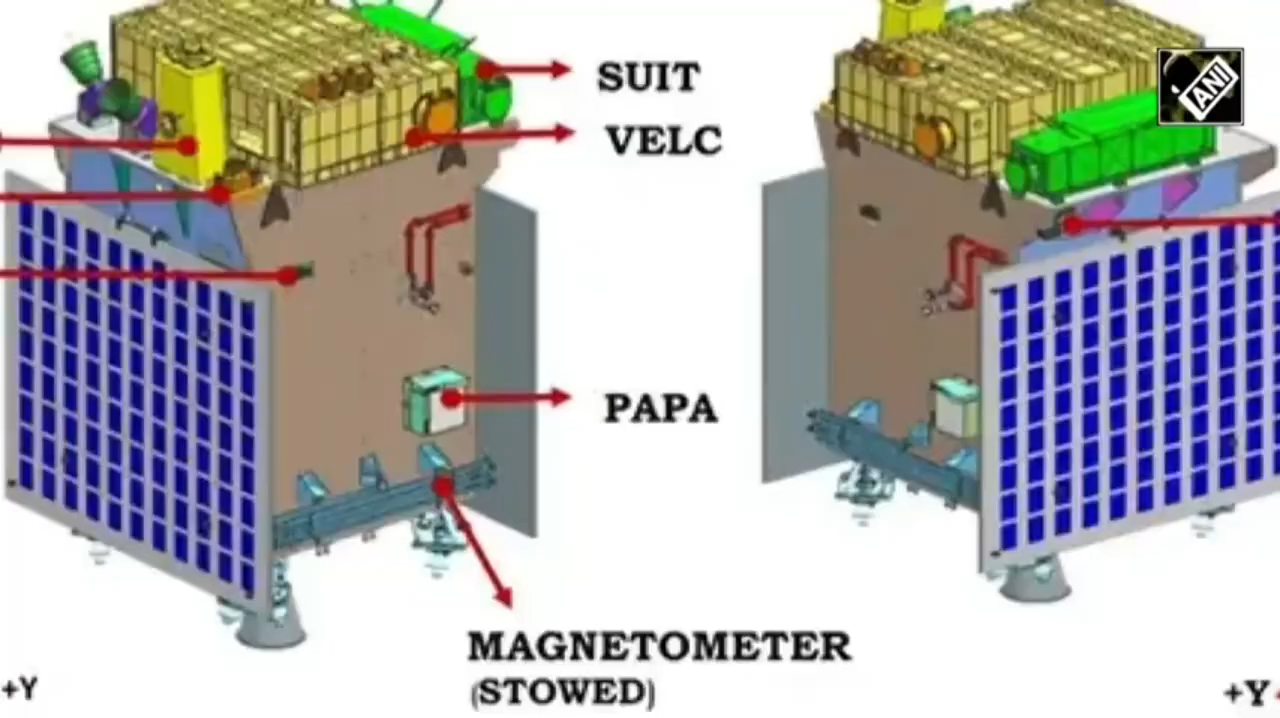 ANI
SUIT
VELC
PAPA
MAGNETOMETER
(STOWED)
+Y
+Y